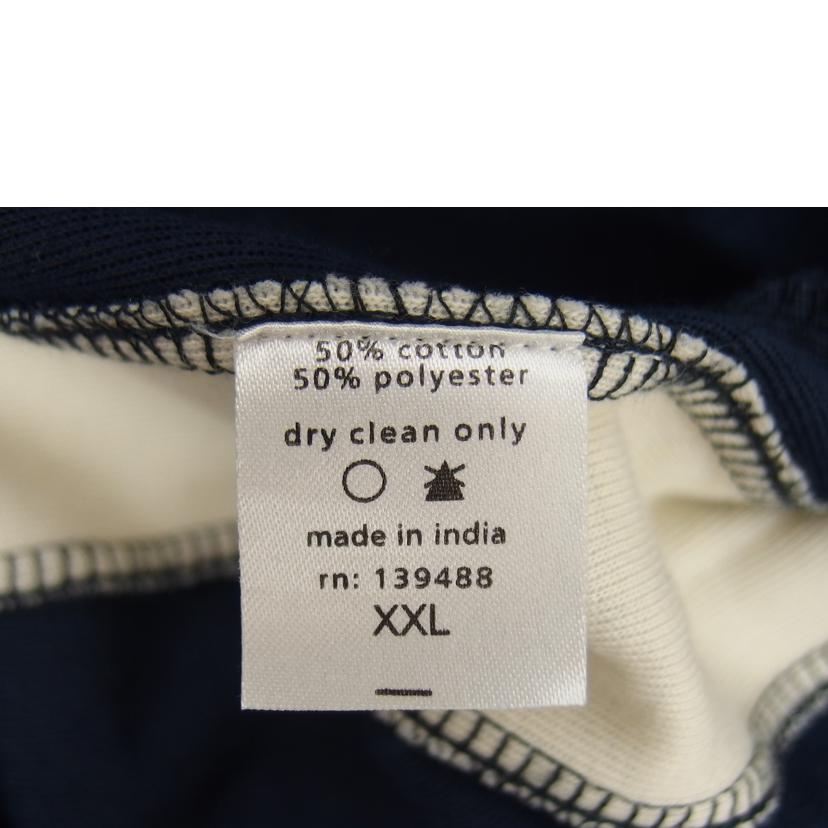 50% cotton
50% polyester
dry clean only
made in india
rn: 139488
XXL